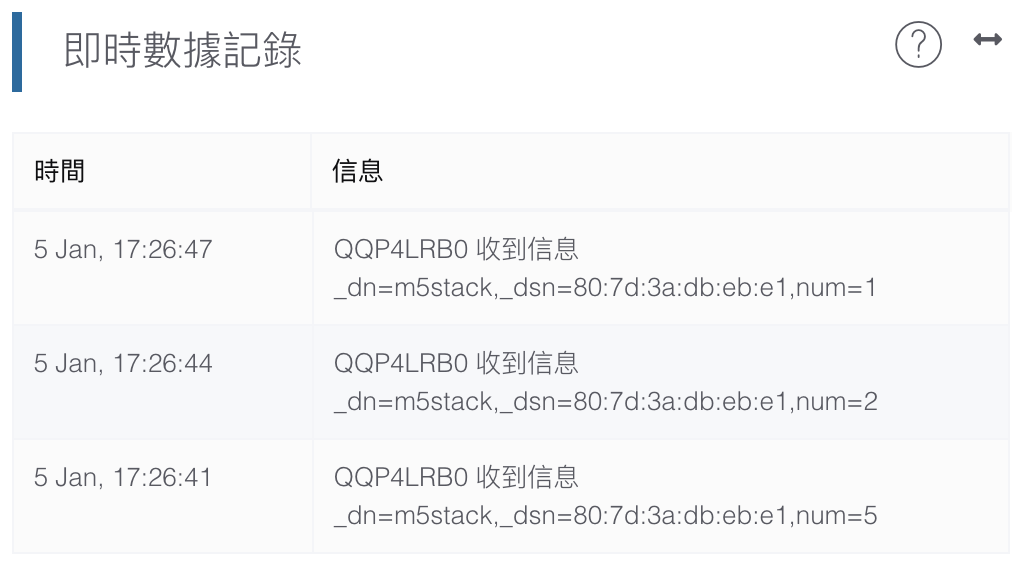 即時數據記錄
?
時間 信息
5 Jan, 17:26:47 QQP4LRB0 收到信息
_dn=m5stack,_dsn=80:7d:3a:db:eb:e1,num=1
5 Jan, 17:26:44 QQP4LRB0 收到信息
_dn=m5stack,_dsn=80:7d:3a:db:eb:e1,num=2
5 Jan, 17:26:41 QQP4LRB0 收到信息
_dn=m5stack,_dsn=80:7d:3a:db:eb:e1,num=5